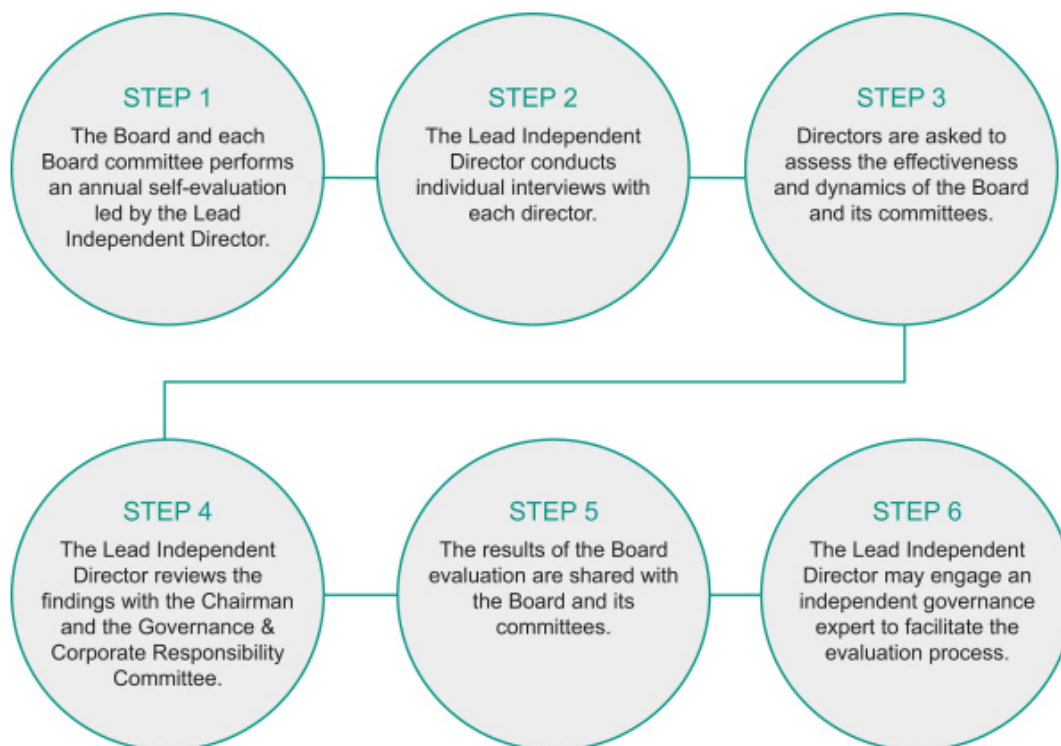 STEP 1
The Board and each
Board committee performs
an annual self-evaluation
led by the Lead
Independent Director.
STEP 2
The Lead Independent
Director conducts
individual interviews with
each director.
STEP 3
Directors are asked to
assess the effectiveness
and dynamics of the Board
and its committees.
STEP 4
The Lead Independent
Director reviews the
findings with the Chairman
and the Governance &
Corporate Responsibility
Committee.
STEP 5
The results of the Board
evaluation are shared with
the Board and its
committees.
STEP 6
The Lead Independent
Director may engage an
independent governance
expert to facilitate the
evaluation process.